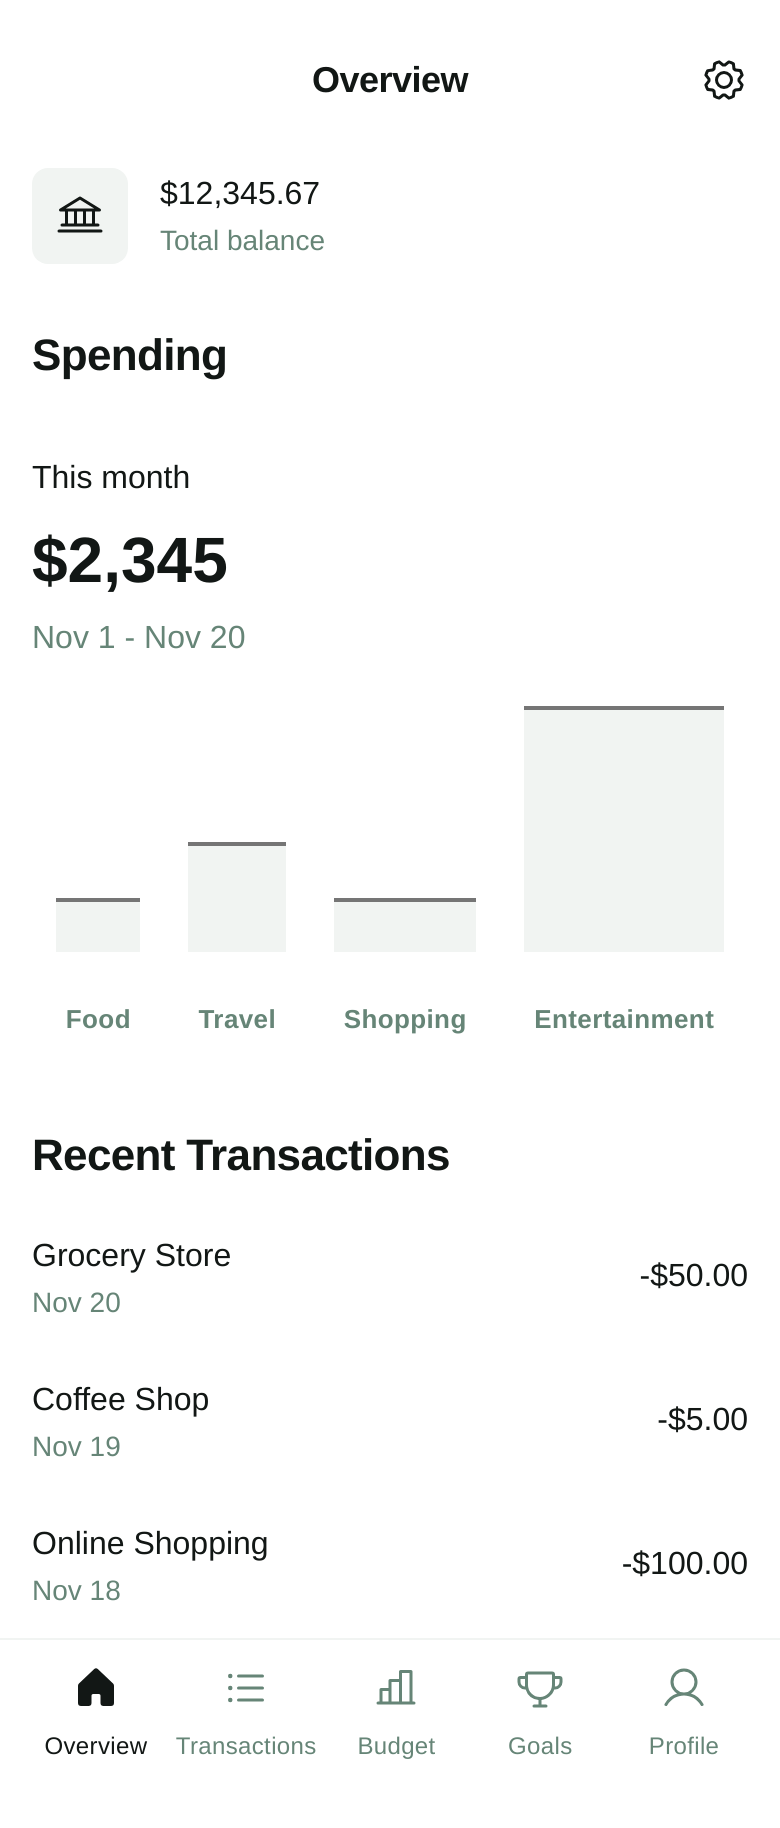 Overview
$12,345.67
Total balance
Spending
This month
$2,345
Nov 1 - Nov 20
Food Travel Shopping Entertainment
Recent Transactions
Grocery Store
Nov 20
-$50.00
Coffee Shop
Nov 19
-$5.00
Online Shopping
Nov 18
-$100.00
Overview Transactions Budget Goals Profile